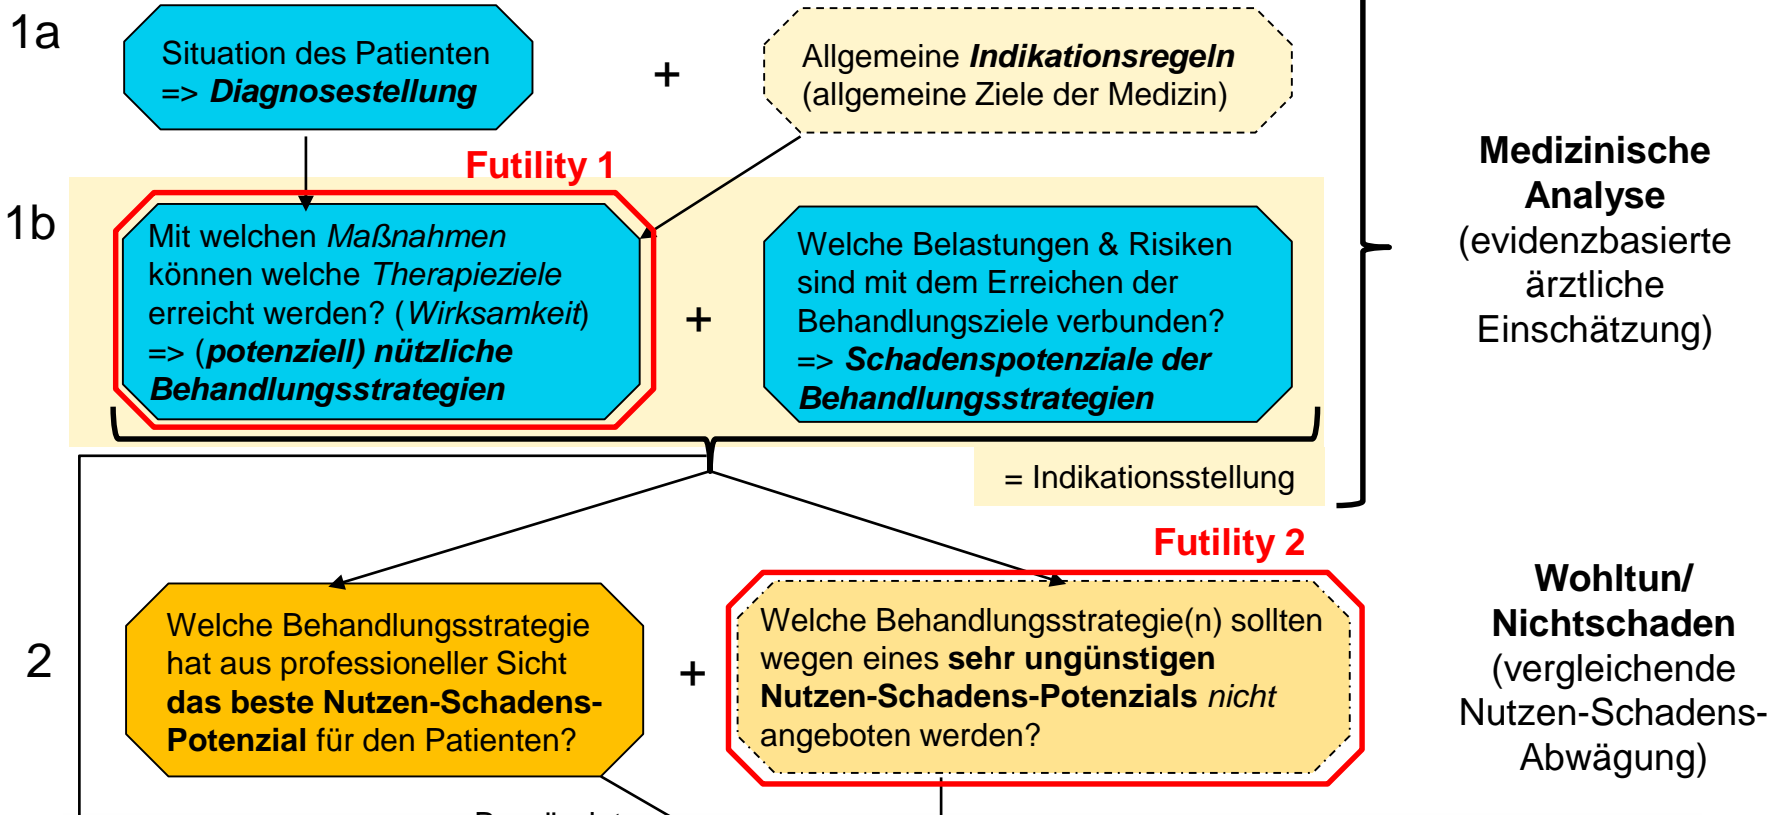 1a
Situation des Patienten
=> Diagnosestellung
+
Allgemeine Indikationsregeln
(allgemeine Ziele der Medizin)
Futility 1
1b
Mit welchen Maßnahmen
können welche Therapieziele
erreicht werden? (Wirksamkeit)
=> (potenziell) nützliche
Behandlungsstrategien
+
Welche Belastungen & Risiken
sind mit dem Erreichen der
Behandlungsziele verbunden?
=> Schadenspotenziale der
Behandlungsstrategien
= Indikationsstellung
Medizinische
Analyse
(evidenzbasierte
ärztliche
Einschätzung)
Futility 2
2
Welche Behandlungsstrategie
hat aus professioneller Sicht
das beste Nutzen-Schadens-
Potenzial für den Patienten?
+
Welche Behandlungsstrategie(n) sollten
wegen eines sehr ungünstigen
Nutzen-Schadens-Potenzials nicht
angeboten werden?
Wohltun/
Nichtschaden
(vergleichende
Nutzen-Schadens-
Abwägung)